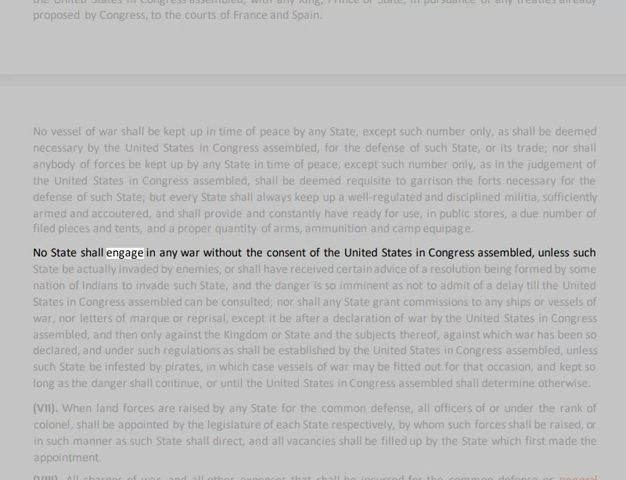 the United States in Congress assembled, with any King, Prince or State, in pursuance of any treaties already
proposed by Congress, to the courts of France and Spain.
No vessel of war shall be kept up in time of peace by any State, except such number only, as shall be deemed
necessary by the United States in Congress assembled, for the defense of such State, or its trade; nor shall
anybody of forces be kept up by any State in time of peace, except such number only, as in the judgement of
the United States in Congress assembled, shall be deemed requisite to garrison the forts necessary for the
defense of such State; but every State shall always keep up a well-regulated and disciplined militia, sufficiently
armed and accoutered, and shall provide and constantly have ready for use, in public stores, a due number of
filed pieces and tents, and a proper quantity of arms, ammunition and camp equipage.
No State shall engage in any war without the consent of the United States in Congress assembled, unless such
State be actually invaded by enemies, or shall have received certain advice of a resolution being formed by some
nation of Indians to invade such State, and the danger is so imminent as not to admit of a delay till the United
States in Congress assembled can be consulted; nor shall any State grant commissions to any ships or vessels of
war, nor letters of marque or reprisal, except it be after a declaration of war by the United States in Congress
assembled, and then only against the Kingdom or State and the subjects thereof, against which war has been so
declared, and under such regulations as shall be established by the United States in Congress assembled, unless
such State be infested by pirates, in which case vessels of war may be fitted out for that occasion, and kept so
long as the danger shall continue, or until the United States in Congress assembled shall determine otherwise.
(VII). When land forces are raised by any State for the common defense, all officers of or under the rank of
colonel, shall be appointed by the legislature of each State respectively, by whom such forces shall be raised, or
in such manner as such State shall direct, and all vacancies shall be filled up by the State which first made the
appointment.
(VIII). All charges of war, and all other expenses that shall be incurred for the common defense or general